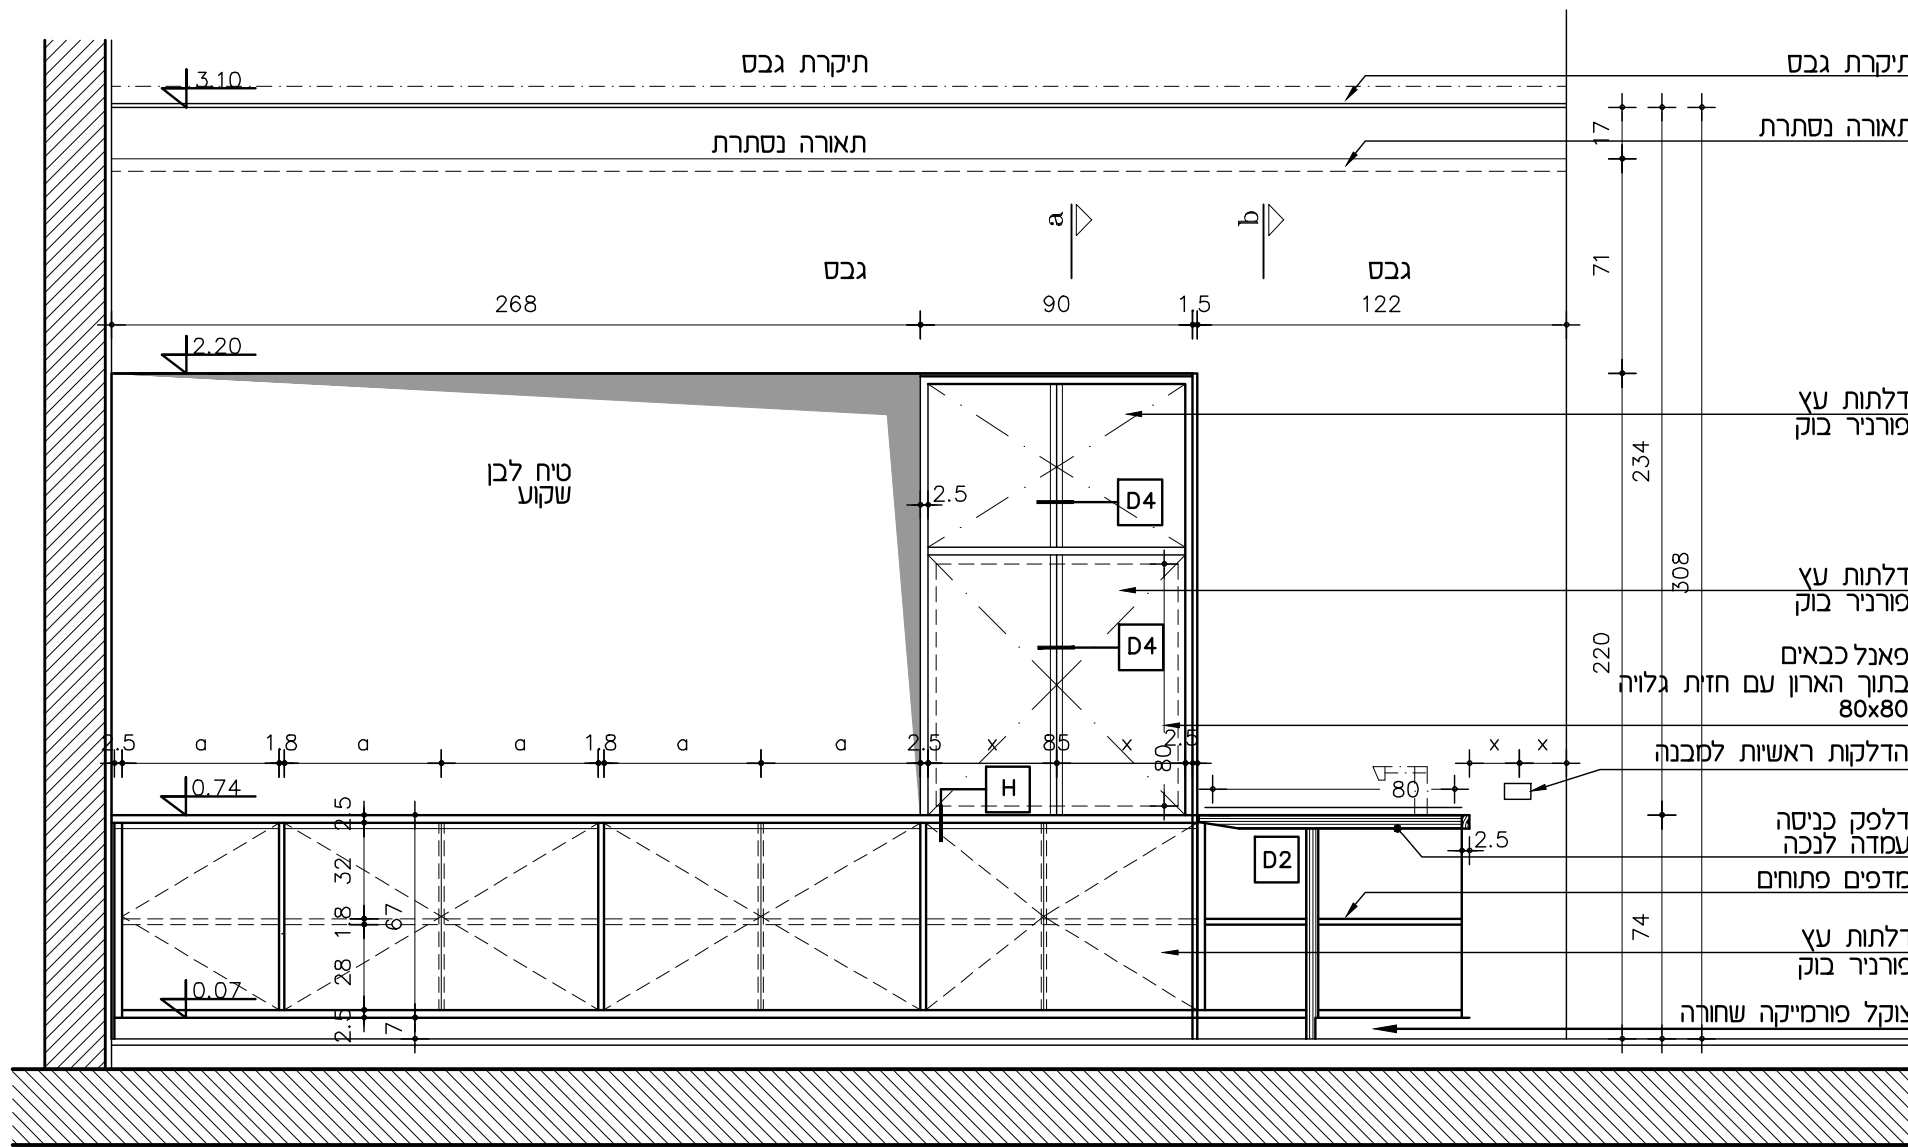 תיקרת גבס
תיקרת גבס
3.10
תאורה נסתרת
תאורה נסתרת
17
a
b
גבס
גבס
71
268
90
1.5
122
2.20
דלתות עץ
פורניר בוק
טיח לבן
שקוע
2.5
D4
234
308
דלתות עץ
פורניר בוק
D4
220
פאנל כבאים
בתוך הארון עם חזית גלויה
80x80
2.5
a
1.8
a
a
1.8
a
a
2.5
x
85
x
2.5
80
x
x
הדלקות ראשיות למבנה
0.74
H
80
2.5
דלפק כניסה
עמדה לנכה
D2
2.5
32
מדפים פתוחים
1.8
67
74
דלתות עץ
פורניר בוק
28
0.07
צוקל פורמייקה שחורה
2.5
7